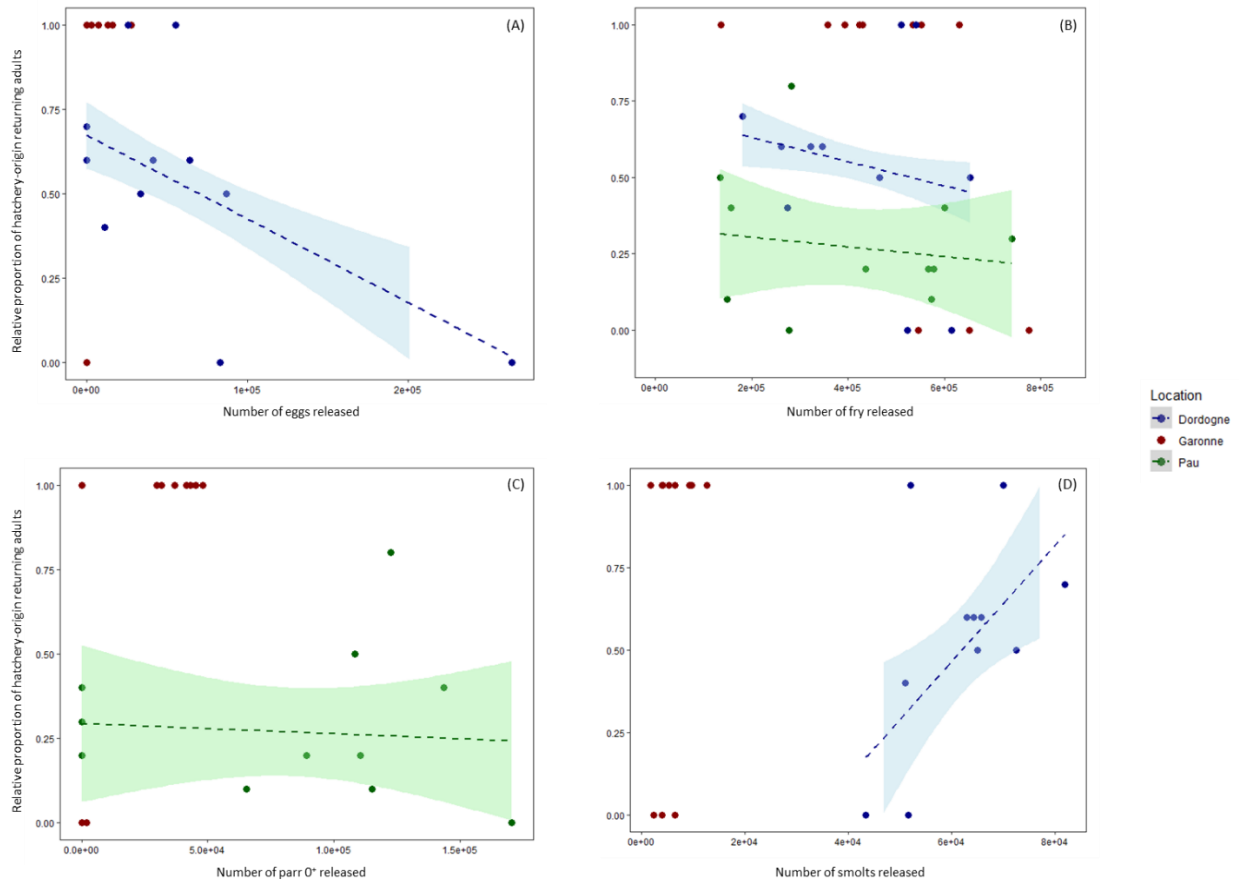 (A)
Relative proportion of hatchery-origin returning adults
1.00
0.75
0.50
0.25
0.00
0e+00 1e+05 2e+05
Number of eggs released
(B)
1.00
0.75
0.50
0.25
0.00
0e+00 2e+05 4e+05 6e+05 8e+05
Number of fry released
Location
Dordogne
Garonne
Pau
(C)
Relative proportion of hatchery-origin returning adults
1.00
0.75
0.50
0.25
0.00
0.0e+00 5.0e+04 1.0e+05 1.5e+05
Number of parr 0⁺ released
(D)
1.00
0.75
0.50
0.25
0.00
0e+00 2e+04 4e+04 6e+04 8e+04
Number of smolts released